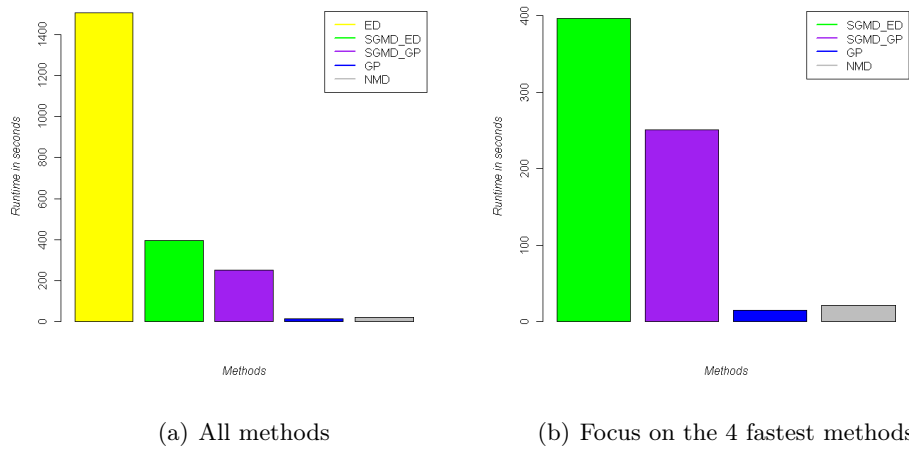 ED
SGMD_ED
SGMD_GP
GP
NMD
Runtime in seconds
0 200 400 600 800 1000 1200 1400
Methods
(a) All methods
SGMD_ED
SGMD_GP
GP
NMD
Runtime in seconds
0 100 200 300 400
Methods
(b) Focus on the 4 fastest methods